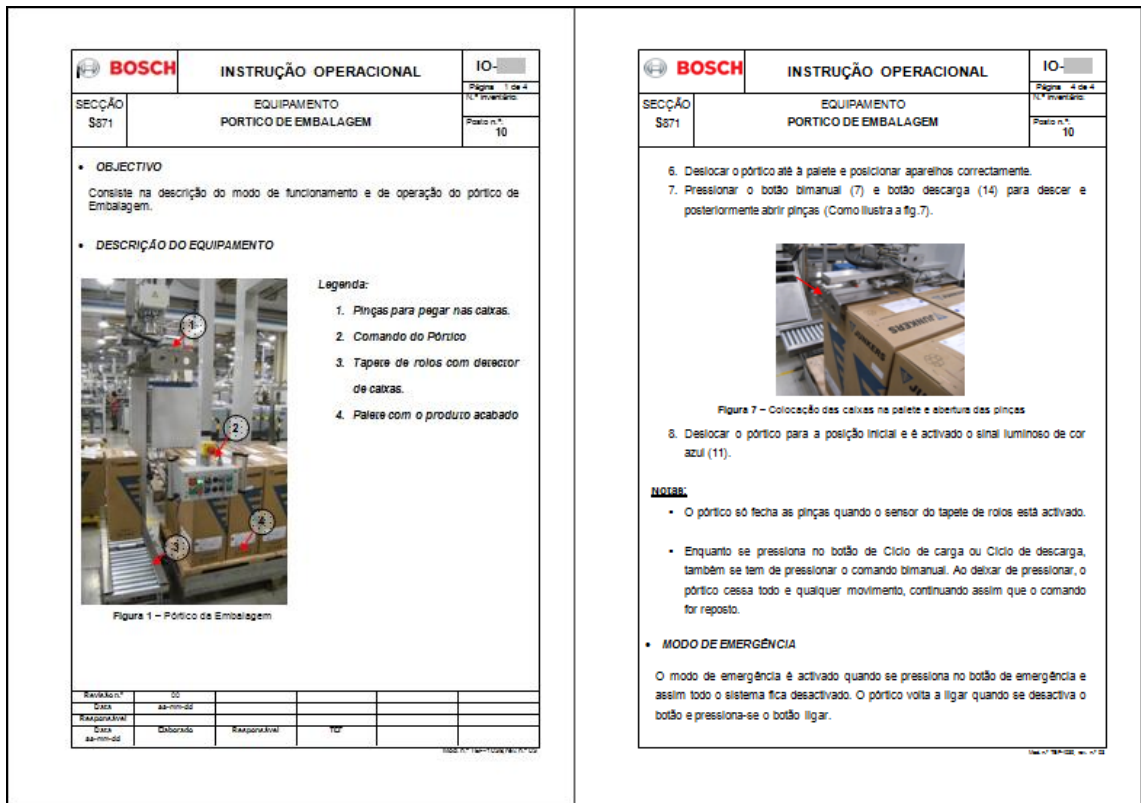 BOSCH
INSTRUÇÃO OPERACIONAL
IO-
Página 1 de 4
SECÇÃO
S871
EQUIPAMENTO
PORTICO DE EMBALAGEM
N.º Inventário.
Posto n.º.
10
• OBJECTIVO
Consiste na descrição do modo de funcionamento e de operação do pórtico de
Embalagem.
• DESCRIÇÃO DO EQUIPAMENTO
Legenda:
1. Pinças para pegar nas caixas.
2. Comando do Pórtico
3. Tapete de rolos com detector
de caixas.
4. Palete com o produto acabado
1
2
3
4
Figura 1 – Pórtico da Embalagem
Revisão n.º 00
Data aa-mm-dd
Responsável
Data Elaborado Responsável TEF
aa-mm-dd
BOSCH
INSTRUÇÃO OPERACIONAL
IO-
Página 4 de 4
SECÇÃO
S871
EQUIPAMENTO
PORTICO DE EMBALAGEM
N.º Inventário.
Posto n.º.
10
6. Deslocar o pórtico até à palete e posicionar aparelhos correctamente.
7. Pressionar o botão bimanual (7) e botão descarga (14) para descer e
posteriormente abrir pinças (Como ilustra a fig.7).
JUNKERS
Figura 7 – Colocação das caixas na palete e abertura das pinças
8. Deslocar o pórtico para a posição inicial e é activado o sinal luminoso de cor
azul (11).
Notas:
• O pórtico só fecha as pinças quando o sensor do tapete de rolos está activado.
• Enquanto se pressiona no botão de Ciclo de carga ou Ciclo de descarga,
também se tem de pressionar o comando bimanual. Ao deixar de pressionar, o
pórtico cessa todo e qualquer movimento, continuando assim que o comando
for reposto.
• MODO DE EMERGÊNCIA
O modo de emergência é activado quando se pressiona no botão de emergência e
assim todo o sistema fica desactivado. O pórtico volta a ligar quando se desactiva o
botão e pressiona-se o botão ligar.